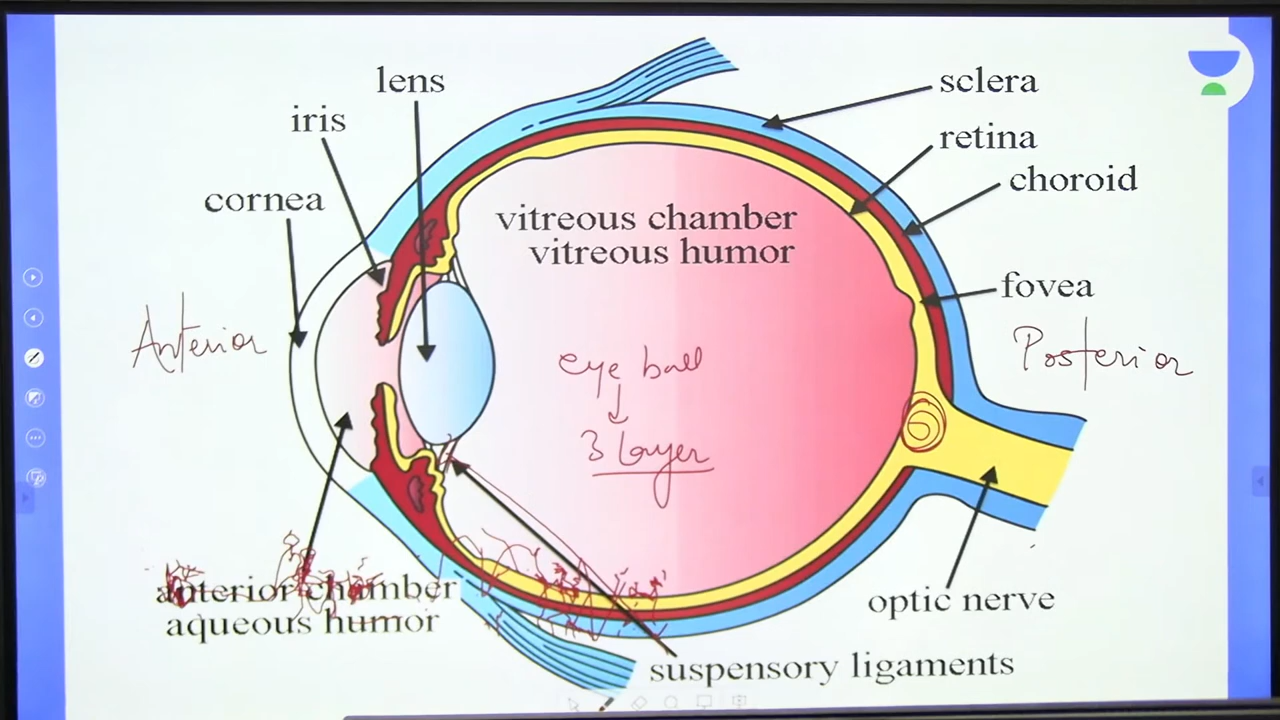 lens
iris
cornea
sclera
retina
choroid
vitreous chamber
vitreous humor
fovea
Anterior
Posterior
eye ball
3 layer
anterior chamber
aqueous humor
optic nerve
suspensory ligaments